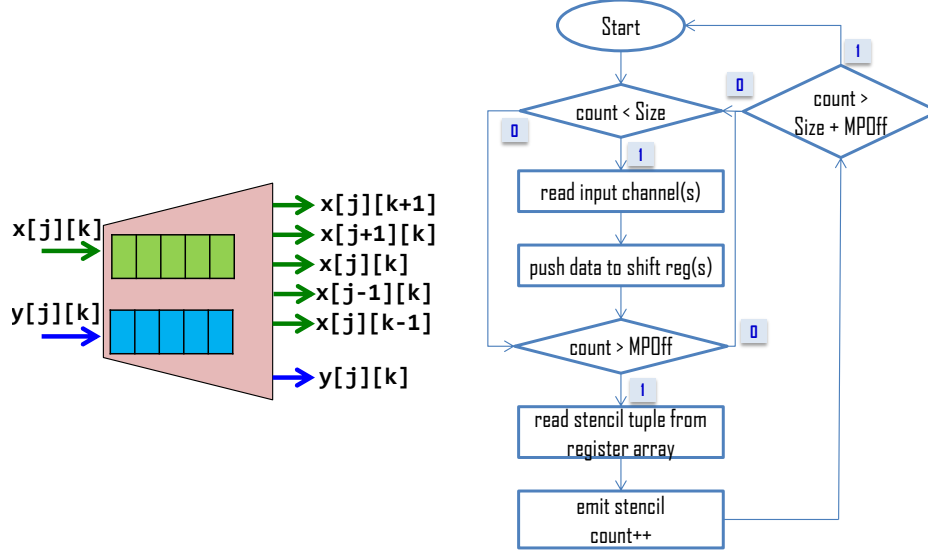 x[j][k]
y[j][k]
x[j][k+1]
x[j+1][k]
x[j][k]
x[j-1][k]
x[j][k-1]
y[j][k]
Start
count < Size
0
1
read input channel(s)
push data to shift reg(s)
count > MPOff
0
1
read stencil tuple from
register array
emit stencil
count++
count >
Size + MPOff
0
1